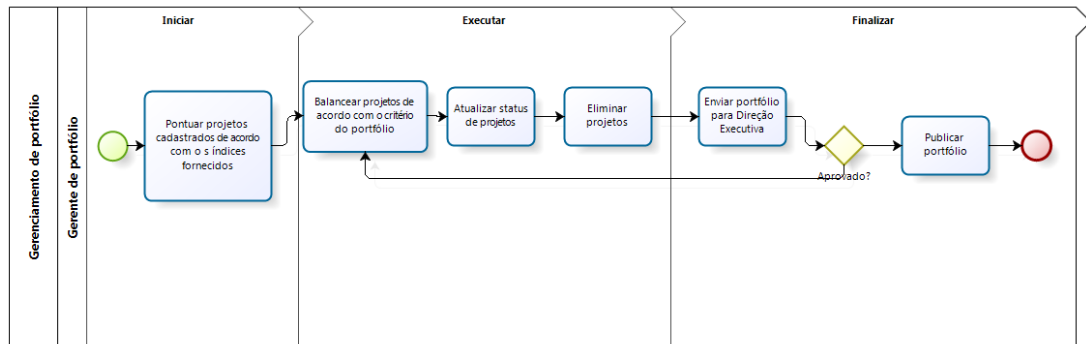 Iniciar
Executar
Finalizar
Gerenciamento de portfólio
Gerente de portfólio
Pontuar projetos
cadastrados de acordo
com o s índices
fornecidos
Balancear projetos de
acordo com o critério
do portfólio
Atualizar status
de projetos
Eliminar
projetos
Enviar portfólio
para Direção
Executiva
Aprovado?
Publicar
portfólio